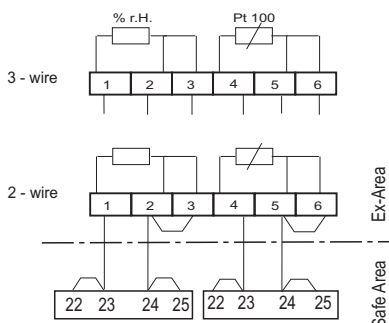 % r.H. Pt 100
3 - wire
1 2 3 4 5 6
2 - wire
1 2 3 4 5 6
Ex-Area
Safe Area
22 23 24 25 22 23 24 25